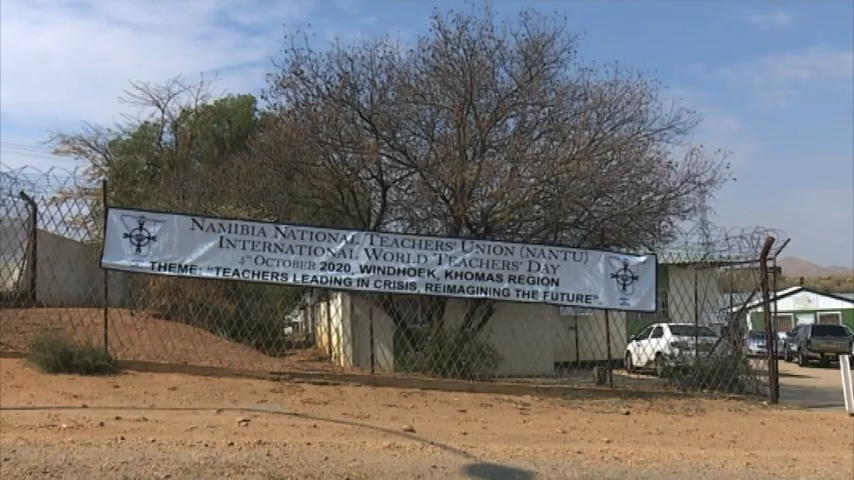 Namibia National Teachers' Union (NANTU)
International World Teachers' Day
5th October 2020, Windhoek, Khomas Region
Theme: "Teachers Leading in Crisis, Reimagining the Future".